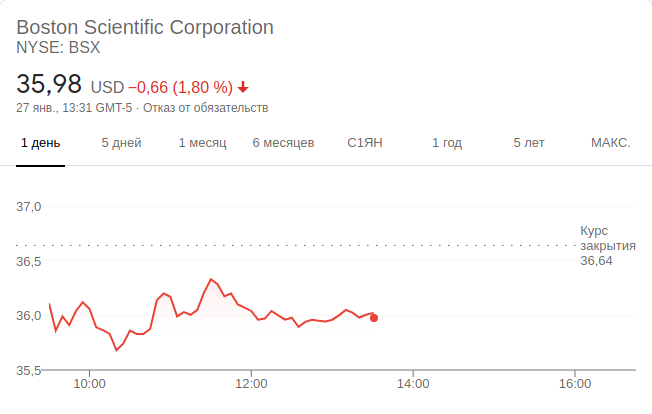 Boston Scientific Corporation
NYSE: BSX
35,98 USD −0,66 (1,80 %)
27 янв., 13:31 GMT-5 · Отказ от обязательств
1 день 5 дней 1 месяц 6 месяцев С1ЯН 1 год 5 лет МАКС.
37,0
Курс
закрытия
36,64
36,5
36,0
35,5
10:00 12:00 14:00 16:00